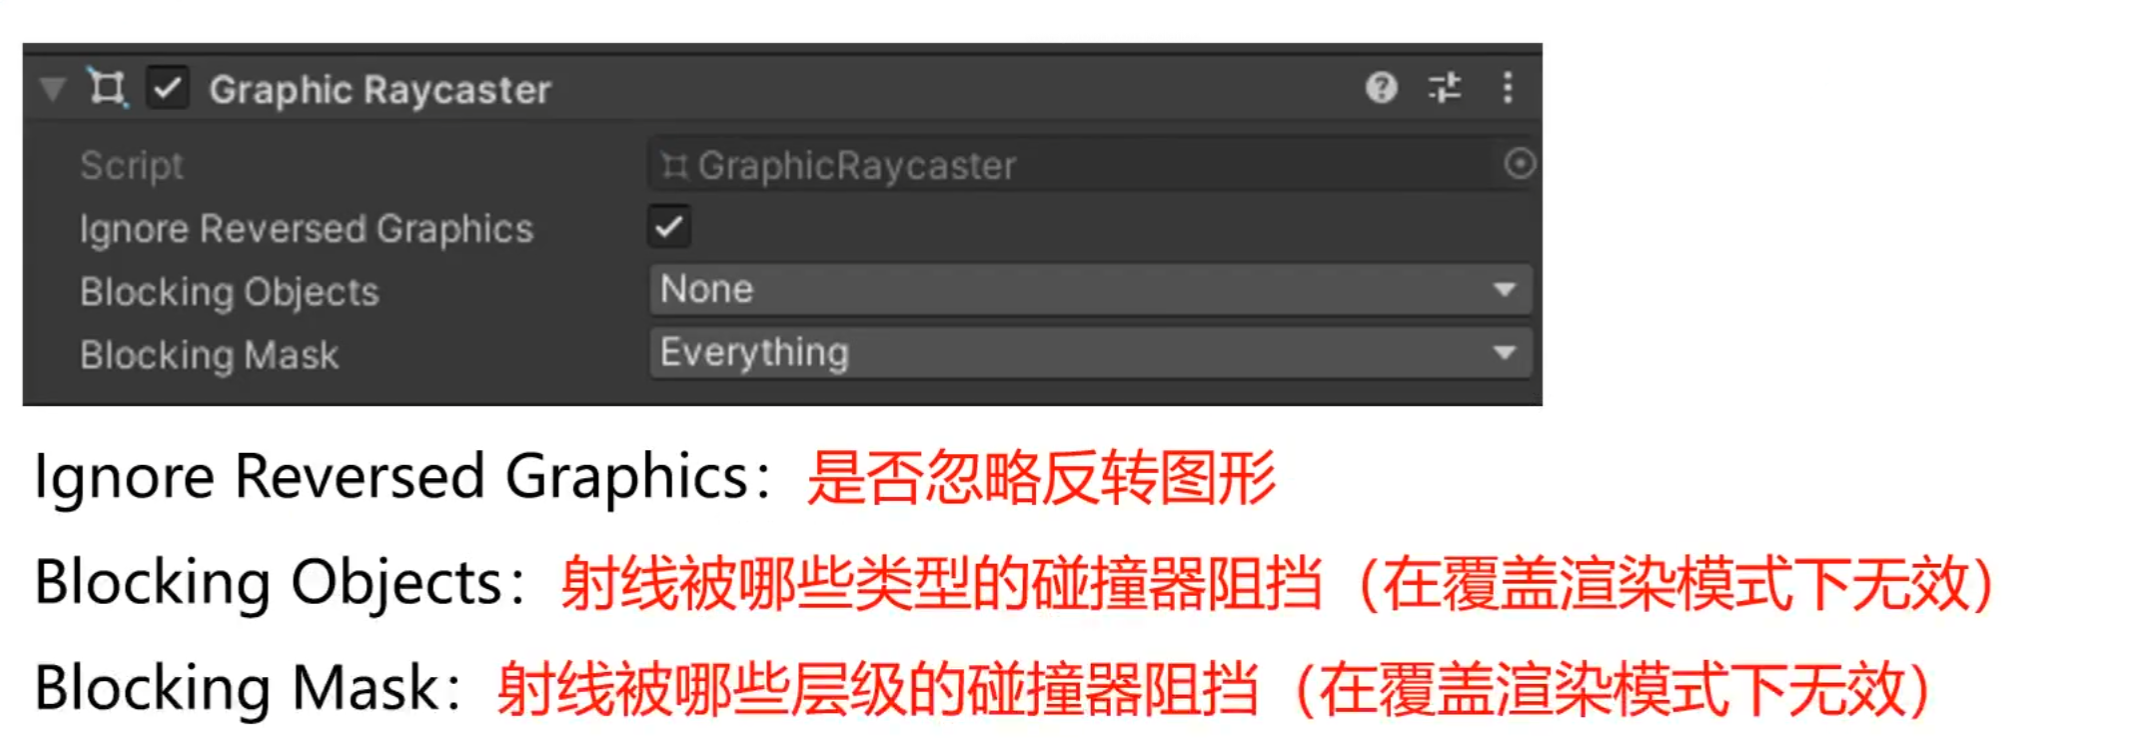 Graphic Raycaster
Script GraphicRaycaster
Ignore Reversed Graphics
Blocking Objects None
Blocking Mask Everything
Ignore Reversed Graphics：是否忽略反转图形
Blocking Objects：射线被哪些类型的碰撞器阻挡（在覆盖渲染模式下无效）
Blocking Mask：射线被哪些层级的碰撞器阻挡（在覆盖渲染模式下无效）